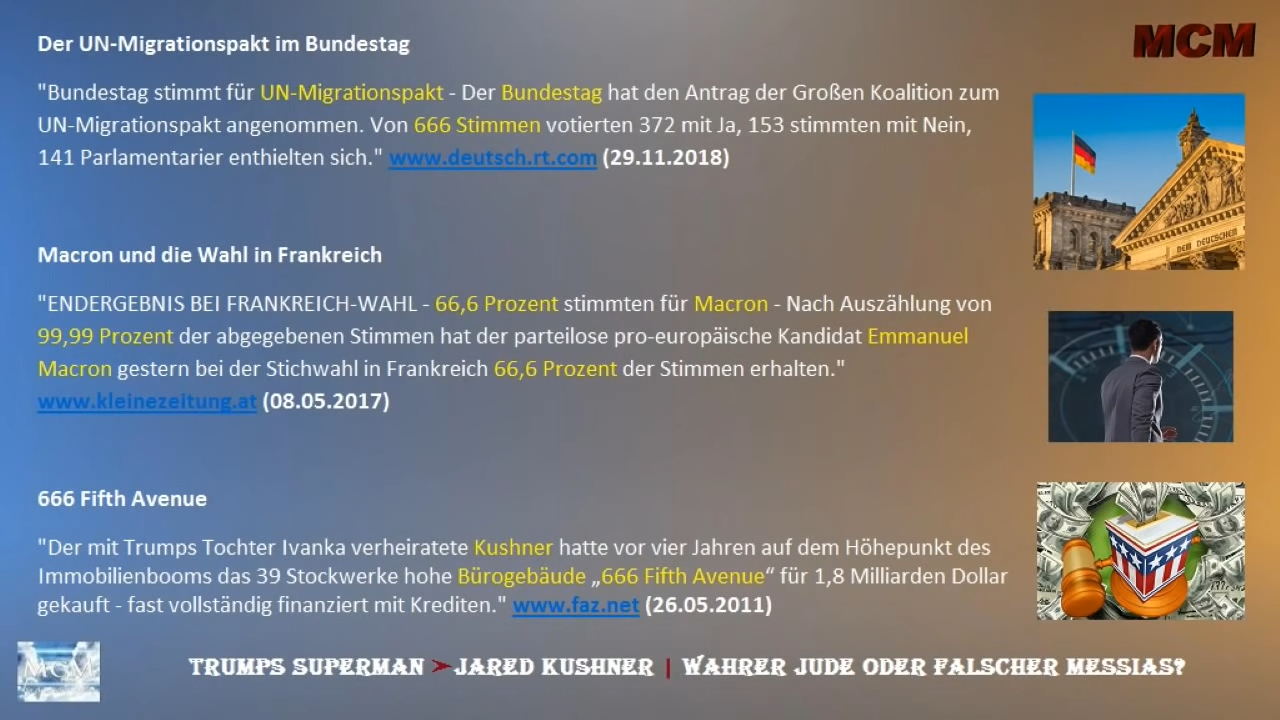 Der UN-Migrationspakt im Bundestag
MCM
"Bundestag stimmt für UN-Migrationspakt - Der Bundestag hat den Antrag der Großen Koalition zum
UN-Migrationspakt angenommen. Von 666 Stimmen votierten 372 mit Ja, 153 stimmten mit Nein,
141 Parlamentarier enthielten sich." www.deutsch.rt.com (29.11.2018)
DEM DEUTSCHEN
Macron und die Wahl in Frankreich
"ENDERGEBNIS BEI FRANKREICH-WAHL - 66,6 Prozent stimmten für Macron - Nach Auszählung von
99,99 Prozent der abgegebenen Stimmen hat der parteilose pro-europäische Kandidat Emmanuel
Macron gestern bei der Stichwahl in Frankreich 66,6 Prozent der Stimmen erhalten."
www.kleinezeitung.at (08.05.2017)
666 Fifth Avenue
"Der mit Trumps Tochter Ivanka verheiratete Kushner hatte vor vier Jahren auf dem Höhepunkt des
Immobilienbooms das 39 Stockwerke hohe Bürogebäude „666 Fifth Avenue“ für 1,8 Milliarden Dollar
gekauft - fast vollständig finanziert mit Krediten." www.faz.net (26.05.2011)
MCM
TRUMPS SUPERMAN ➤ JARED KUSHNER | WAHRER JUDE ODER FALSCHER MESSIAS?